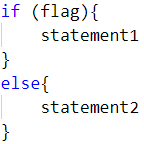 if (flag){
    statement1
}
else{
    statement2
}